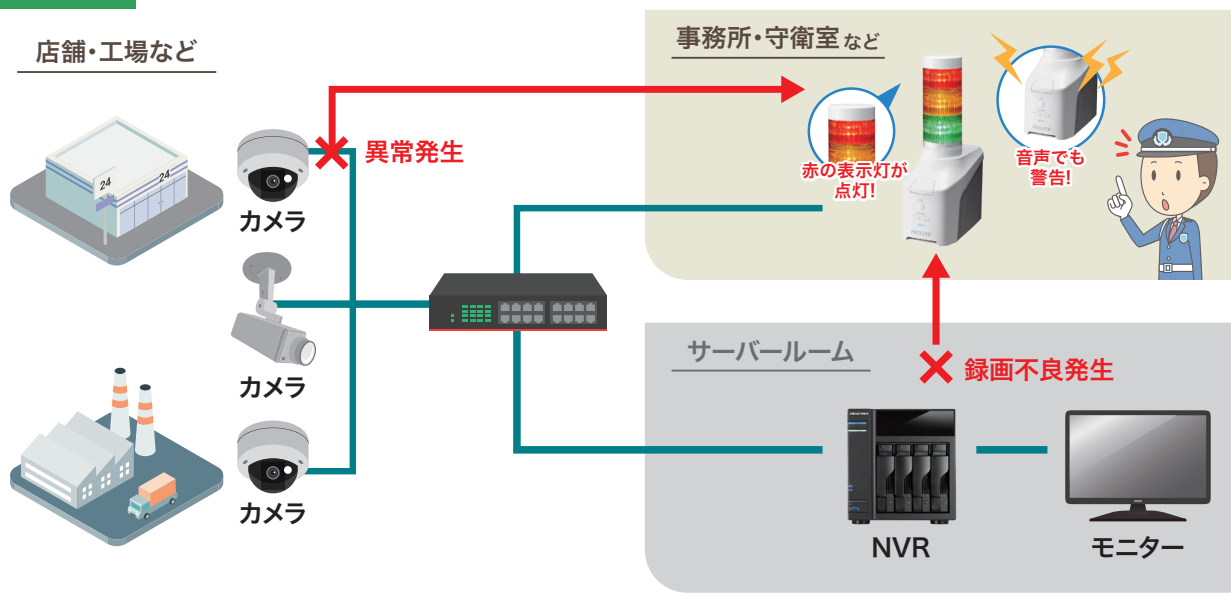 店舗・工場など
事務所・守衛室 など
異常発生
赤の表示灯が
点灯!
音声でも
警告!
24
24
カメラ
カメラ
カメラ
サーバールーム
録画不良発生
NVR
モニター